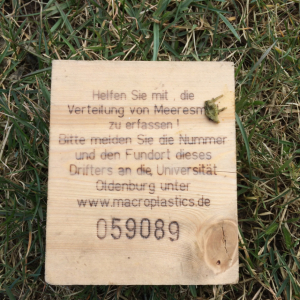 Helfen Sie mit , die
Verteilung von Meeresm
zu erfassen !
Bitte melden Sie die Nummer
und den Fundort dieses
Drifters an die Universität
Oldenburg unter
www.macroplastics.de
059089